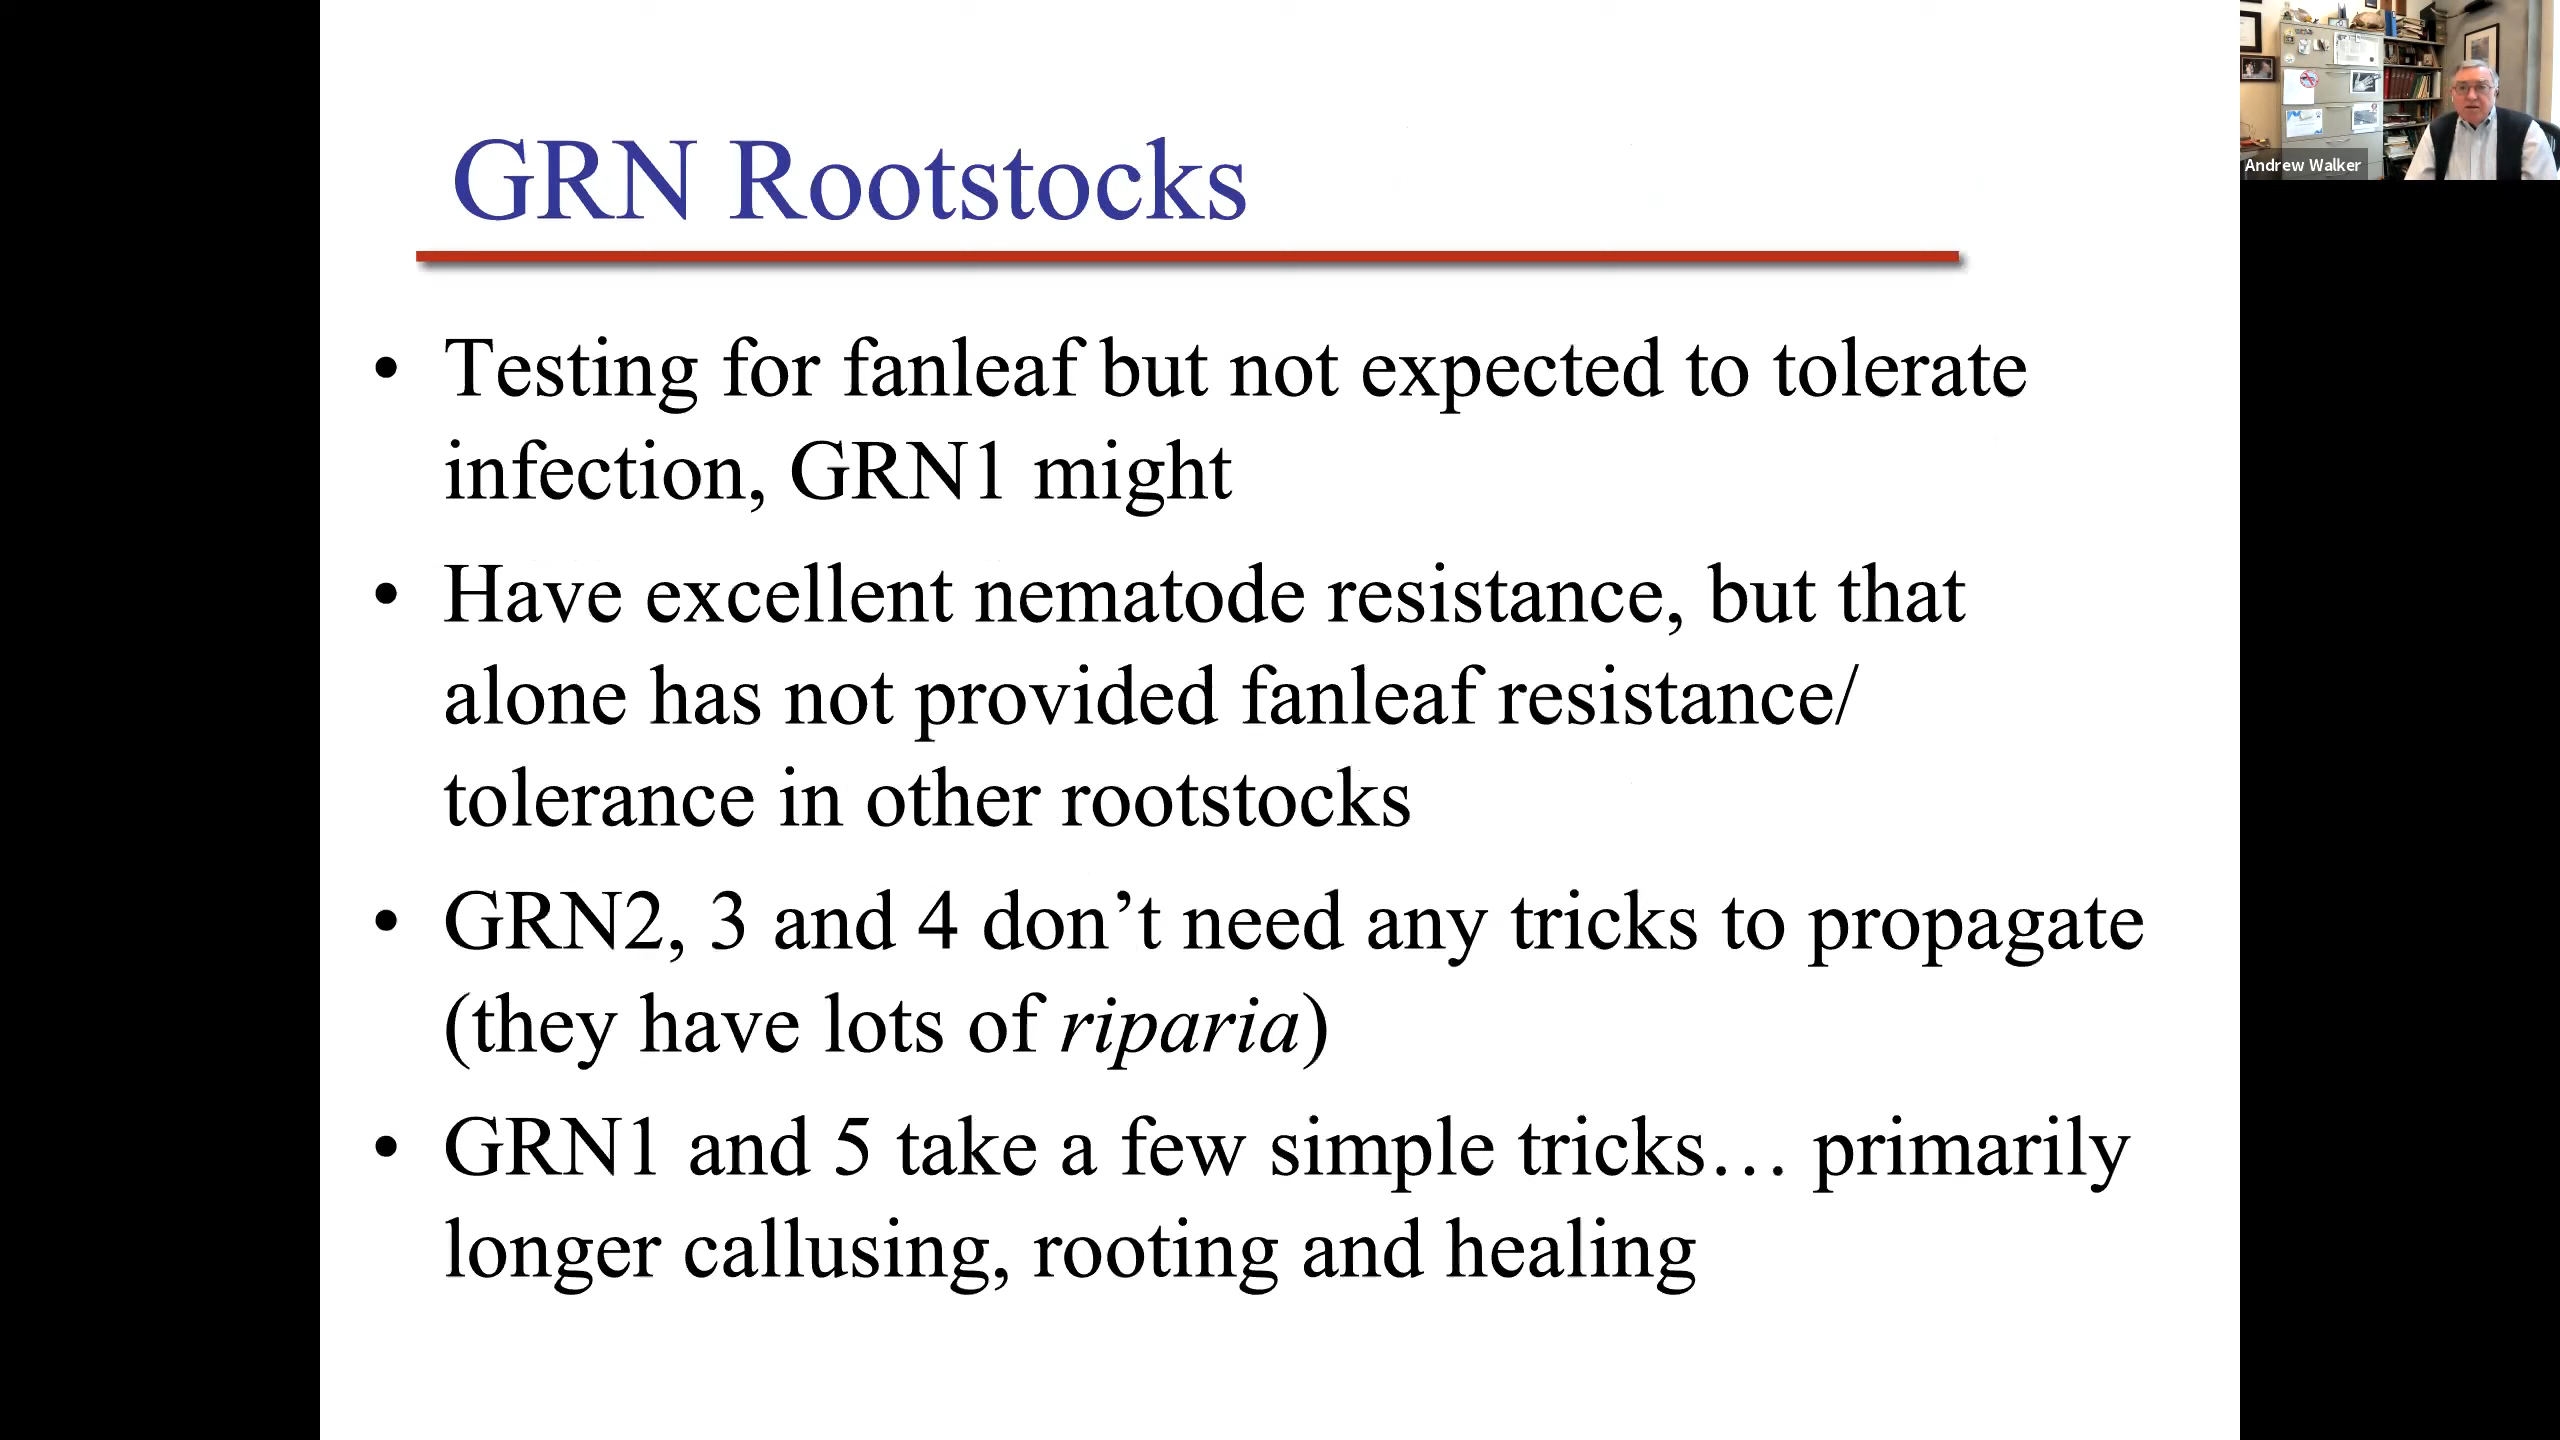 GRN Rootstocks
Andrew Walker
• Testing for fanleaf but not expected to tolerate
infection, GRN1 might
• Have excellent nematode resistance, but that
alone has not provided fanleaf resistance/
tolerance in other rootstocks
• GRN2, 3 and 4 don’t need any tricks to propagate
(they have lots of riparia)
• GRN1 and 5 take a few simple tricks… primarily
longer callusing, rooting and healing